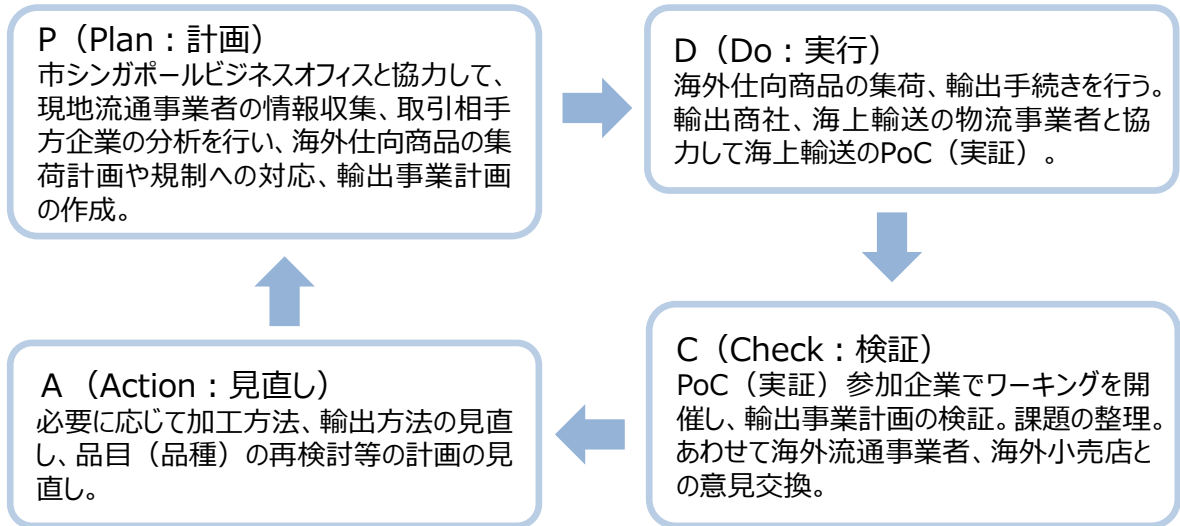 P（Plan：計画）
市シンガポールビジネスオフィスと協力して、
現地流通事業者の情報収集、取引相手
方企業の分析を行い、海外仕向商品の集
荷計画や規制への対応、輸出事業計画
の作成。
D（Do：実行）
海外仕向商品の集荷、輸出手続きを行う。
輸出商社、海上輸送の物流事業者と協
力して海上輸送のPoC（実証）。
C（Check：検証）
PoC（実証）参加企業でワーキングを開
催し、輸出事業計画の検証。課題の整理。
あわせて海外流通事業者、海外小売店と
の意見交換。
A （Action：見直し）
必要に応じて加工方法、輸出方法の見直
し、品目（品種）の再検討等の計画の見
直し。